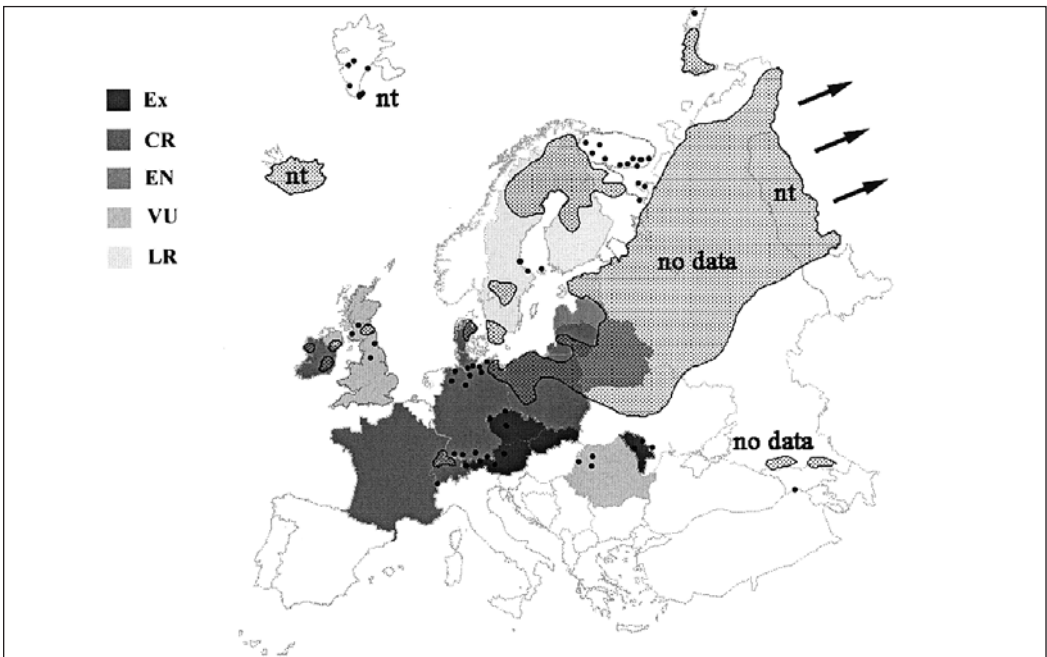 Ex
CR
EN
VU
LR
nt
nt
nt
no data
no data